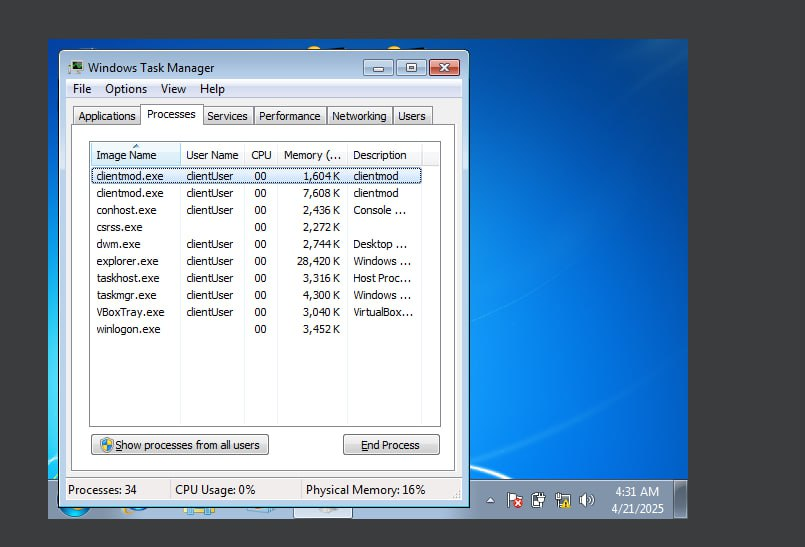 Windows Task Manager
File Options View Help
Applications Processes Services Performance Networking Users
Image Name User Name CPU Memory (... Description
clientmod.exe clientUser 00 1,604 K clientmod
clientmod.exe clientUser 00 7,608 K clientmod
conhost.exe clientUser 00 2,436 K Console ...
csrss.exe 00 2,272 K
dwm.exe clientUser 00 2,744 K Desktop ...
explorer.exe clientUser 00 28,420 K Windows ...
taskhost.exe clientUser 00 3,316 K Host Proc...
taskmgr.exe clientUser 00 4,300 K Windows ...
VBoxTray.exe clientUser 00 3,040 K VirtualBox...
winlogon.exe 00 3,452 K
Show processes from all users End Process
Processes: 34 CPU Usage: 0% Physical Memory: 16%
4:31 AM
4/21/2025